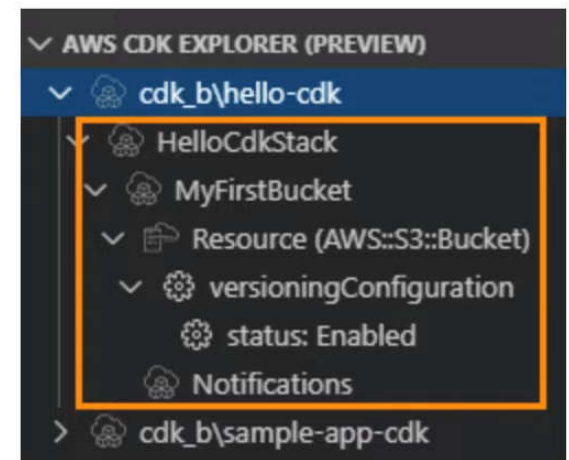 AWS CDK EXPLORER (PREVIEW)
cdk_b\hello-cdk
HelloCdkStack
MyFirstBucket
Resource (AWS::S3::Bucket)
versioningConfiguration
status: Enabled
Notifications
cdk_b\sample-app-cdk